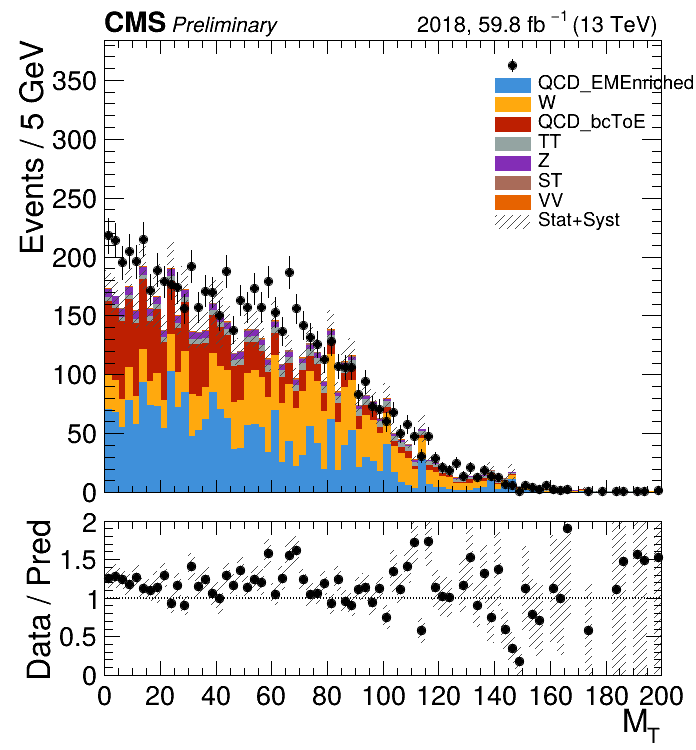 CMS Preliminary 2018, 59.8 fb⁻¹ (13 TeV)
Events / 5 GeV
350
300
250
200
150
100
50
0
QCD_EMEnriched
W
QCD_bcToE
TT
Z
ST
VV
Stat+Syst
Data / Pred
2
1.5
1
0.5
0
0 20 40 60 80 100 120 140 160 180 200
M_T